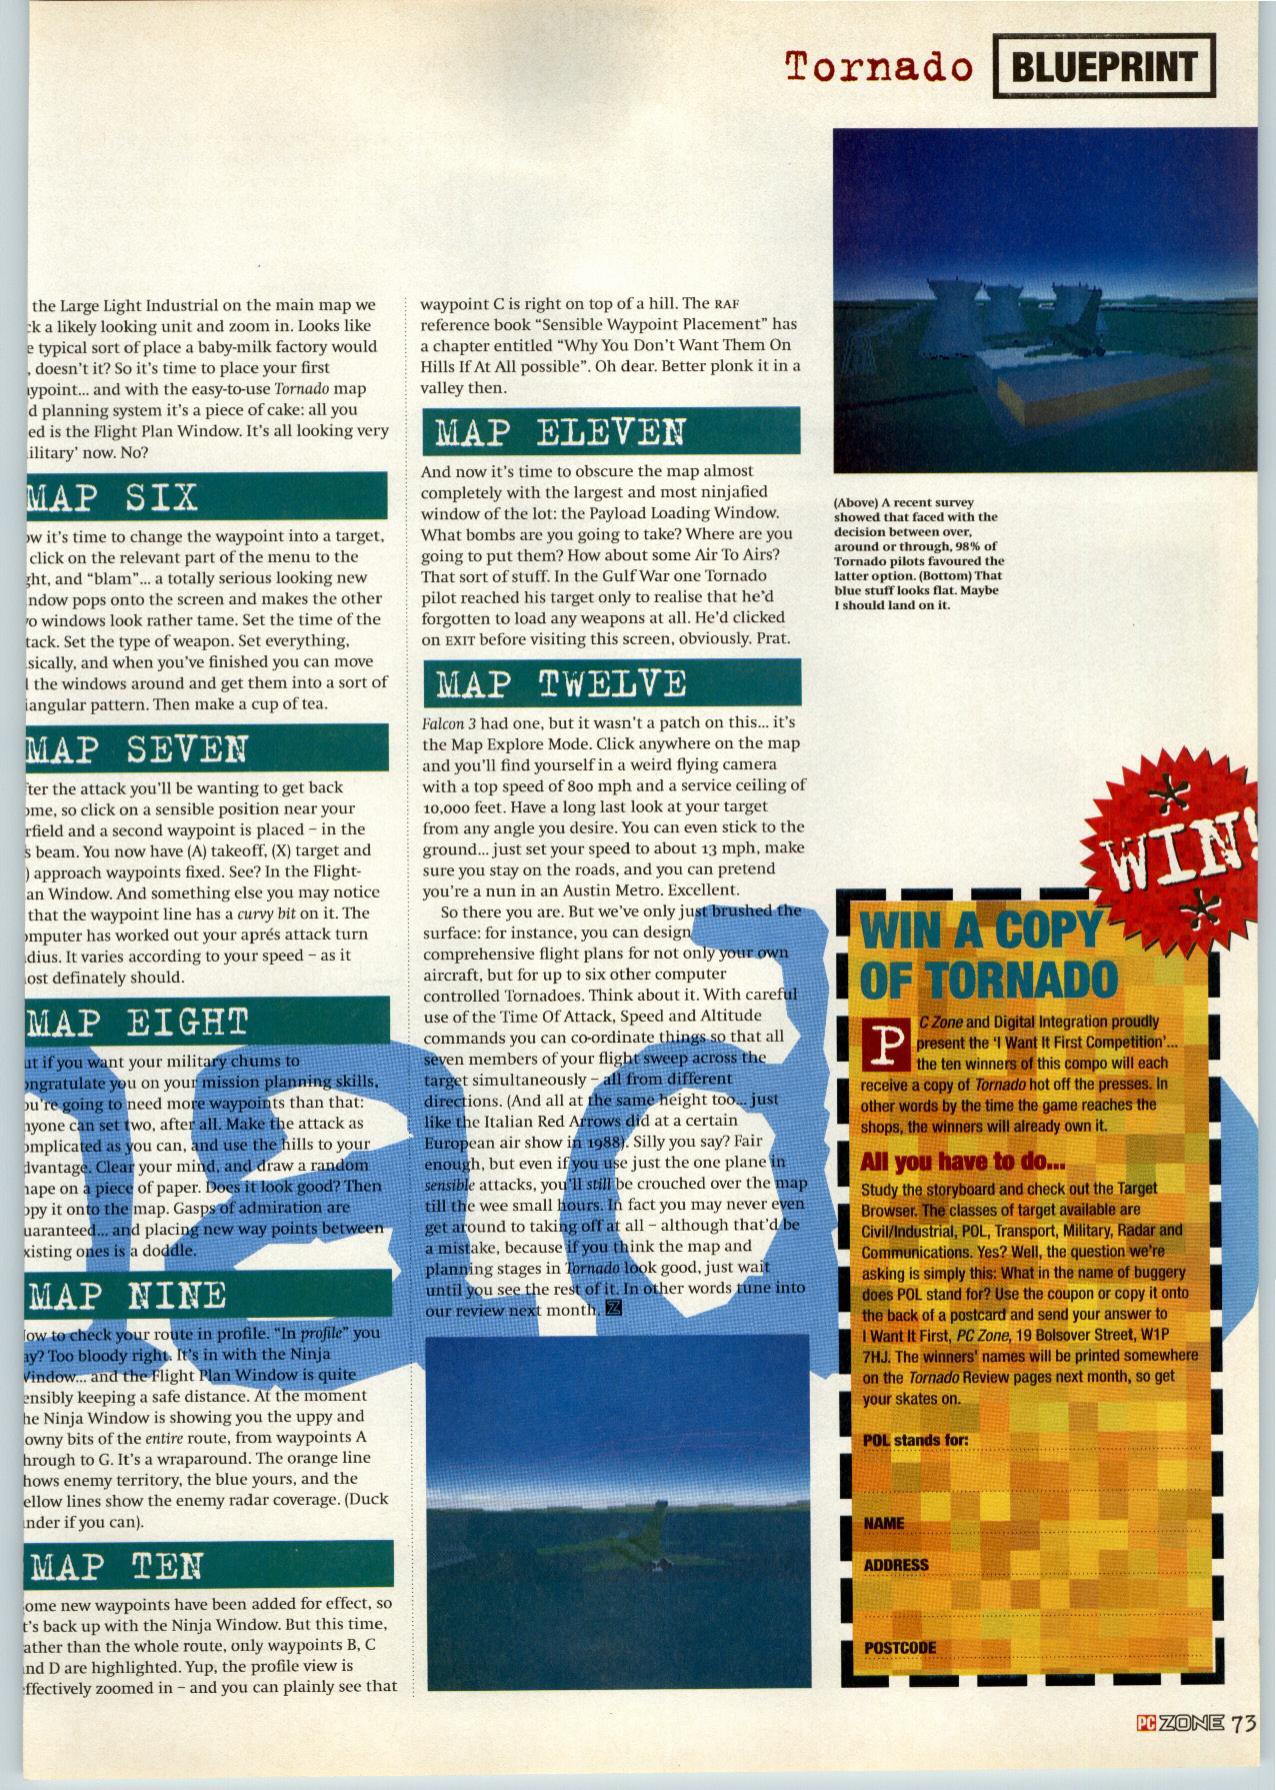 Tornado BLUEPRINT
the Large Light Industrial on the main map we
a likely looking unit and zoom in. Looks like
typical sort of place a baby-milk factory would
, doesn't it? So it's time to place your first
and with the easy-to-use Tornado map
planning system it's a piece of cake: all you
is the Flight Plan Window. It's all looking very
now. No?
MAP SIX
it's time to change the waypoint into a target,
click on the relevant part of the menu to the
and “blam”... a totally serious looking new
pops onto the screen and makes the other
windows look rather tame. Set the time of the
Set the type of weapon. Set everything,
and when you've finished you can move
the windows around and get them into a sort of
pattern. Then make a cup of tea.
MAP SEVEN
the attack you'll be wanting to get back
so click on a sensible position near your
and a second waypoint is placed – in the
beam. You now have (A) takeoff, (X) target and
) approach waypoints fixed. See? In the Flight-
Window. And something else you may notice
that the waypoint line has a curvy bit on it. The
has worked out your aprés attack turn
It varies according to your speed – as it
definately should.
MAP EIGHT
if you want your military chums to
you on your mission planning skills,
going to need more waypoints than that:
can set two, after all. Make the attack as
as you can, and use the hills to your
Clear your mind, and draw a random
on a piece of paper. Does it look good? Then
it onto the map. Gasps of admiration are
and placing new way points between
ones is a doddle.
MAP NINE
to check your route in profile. “In profile” you
Too bloody right. It's in with the Ninja
and the Flight Plan Window is quite
keeping a safe distance. At the moment
Ninja Window is showing you the uppy and
bits of the entire route, from waypoints A
to G. It's a wraparound. The orange line
enemy territory, the blue yours, and the
lines show the enemy radar coverage. (Duck
if you can).
MAP TEN
new waypoints have been added for effect, so
back up with the Ninja Window. But this time,
than the whole route, only waypoints B, C
D are highlighted. Yup, the profile view is
zoomed in – and you can plainly see that
waypoint C is right on top of a hill. The RAF
reference book “Sensible Waypoint Placement” has
a chapter entitled “Why You Don't Want Them On
Hills If At All possible”. Oh dear. Better plonk it in a
valley then.
MAP ELEVEN
And now it's time to obscure the map almost
completely with the largest and most ninjafied
window of the lot: the Payload Loading Window.
What bombs are you going to take? Where are you
going to put them? How about some Air To Airs?
That sort of stuff. In the Gulf War one Tornado
pilot reached his target only to realise that he'd
forgotten to load any weapons at all. He'd clicked
on EXIT before visiting this screen, obviously. Prat.
MAP TWELVE
Falcon 3 had one, but it wasn't a patch on this... it's
the Map Explore Mode. Click anywhere on the map
and you'll find yourself in a weird flying camera
with a top speed of 800 mph and a service ceiling of
10,000 feet. Have a long last look at your target
from any angle you desire. You can even stick to the
ground... just set your speed to about 13 mph, make
sure you stay on the roads, and you can pretend
you're a nun in an Austin Metro. Excellent.
So there you are. But we've only just brushed the
surface: for instance, you can design
comprehensive flight plans for not only your own
aircraft, but for up to six other computer
controlled Tornadoes. Think about it. With careful
use of the Time Of Attack, Speed and Altitude
commands you can co-ordinate things so that all
seven members of your flight sweep across the
target simultaneously – all from different
directions. (And all at the same height too... just
like the Italian Red Arrows did at a certain
European air show in 1988). Silly you say? Fair
enough, but even if you use just the one plane in
sensible attacks, you'll still be crouched over the map
till the wee small hours. In fact you may never even
get around to taking off at all – although that'd be
a mistake, because if you think the map and
planning stages in Tornado look good, just wait
until you see the rest of it. In other words tune into
our review next month. Z
(Above) A recent survey
showed that faced with the
decision between over,
around or through, 98% of
Tornado pilots favoured the
latter option. (Bottom) That
blue stuff looks flat. Maybe
I should land on it.
WIN!
WIN A COPY
OF TORNADO
PC Zone and Digital Integration proudly
present the ‘I Want It First Competition’...
the ten winners of this compo will each
receive a copy of Tornado hot off the presses. In
other words by the time the game reaches the
shops, the winners will already own it.
All you have to do...
Study the storyboard and check out the Target
Browser. The classes of target available are
Civil/Industrial, POL, Transport, Military, Radar and
Communications. Yes? Well, the question we're
asking is simply this: What in the name of buggery
does POL stand for? Use the coupon or copy it onto
the back of a postcard and send your answer to
I Want It First, PC Zone, 19 Bolsover Street, W1P
7HJ. The winners' names will be printed somewhere
on the Tornado Review pages next month, so get
your skates on.
POL stands for:
NAME
ADDRESS
POSTCODE
PC ZONE 73